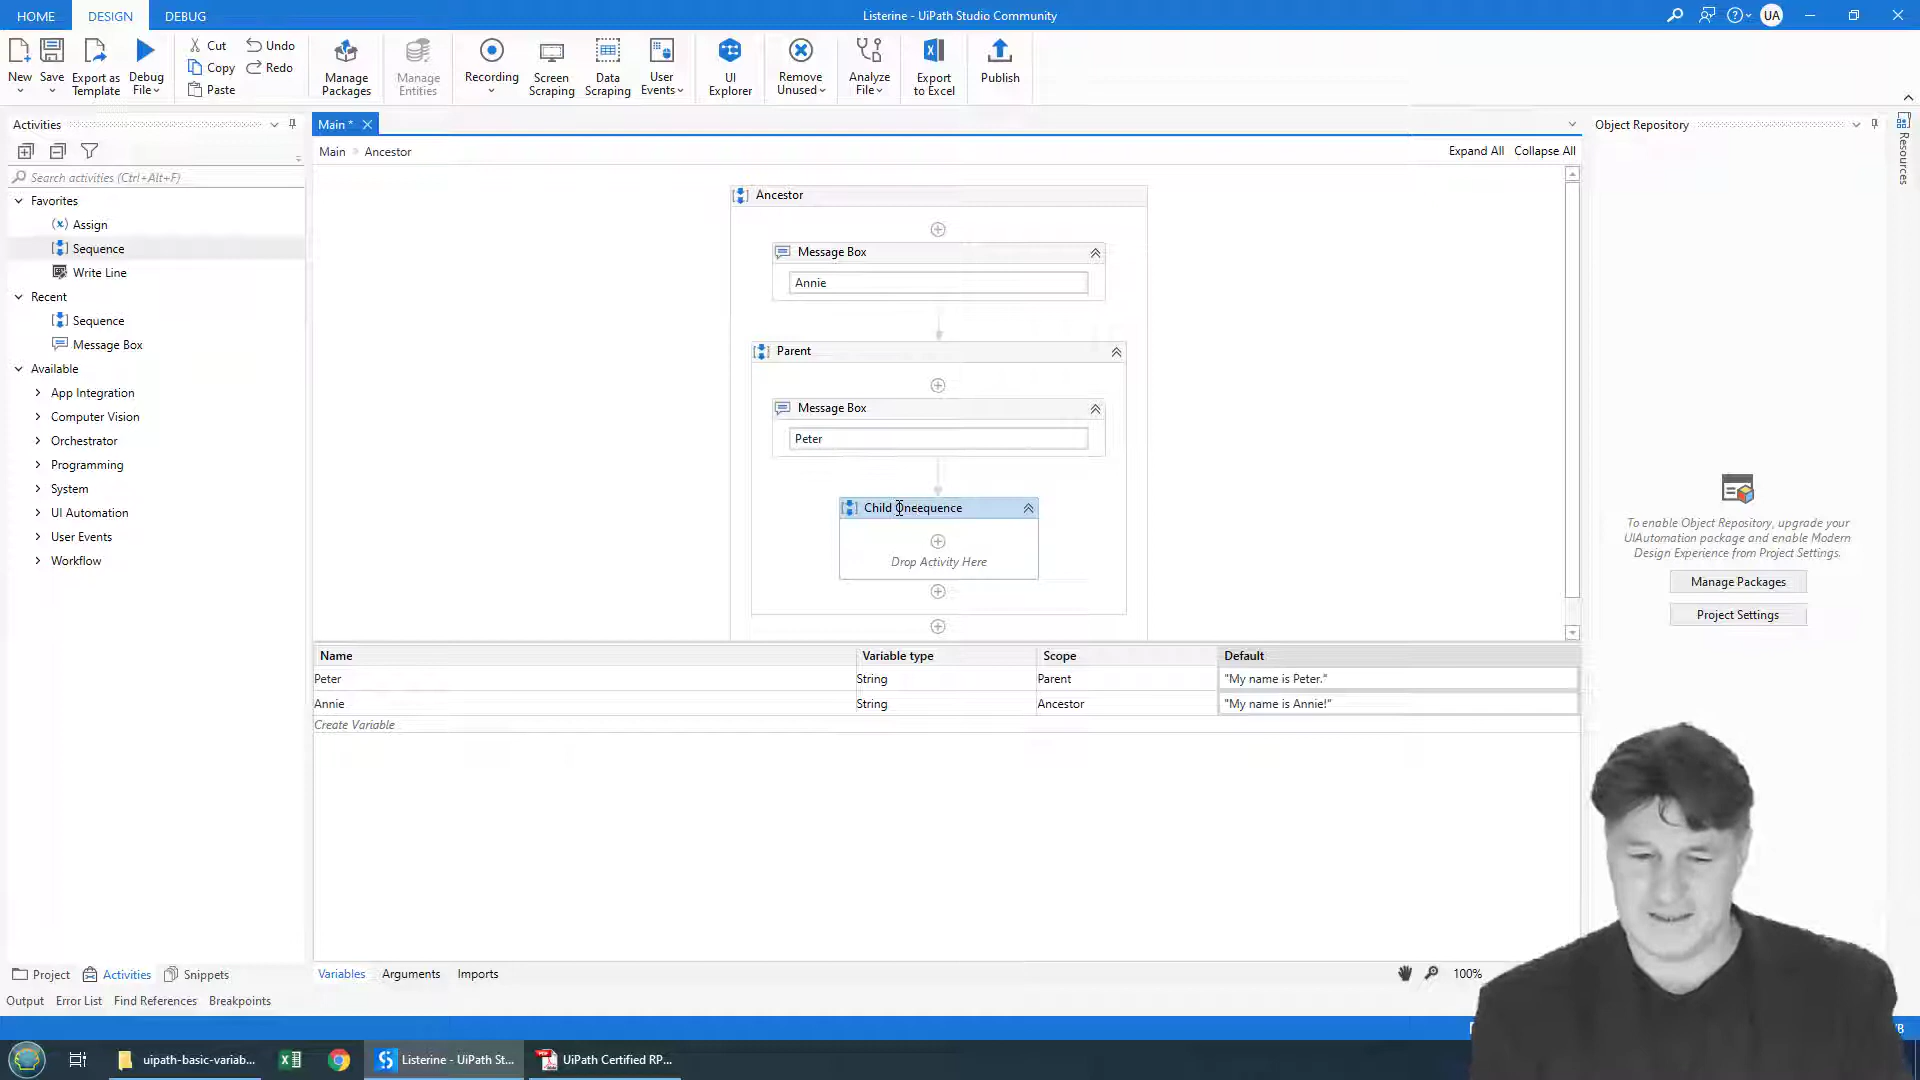 HOME DESIGN DEBUG
Listerine - UiPath Studio Community
UA
New Save Export as Template Debug File
Cut Copy Paste
Undo Redo
Manage Packages
Manage Entities
Recording
Screen Scraping
Data Scraping
User Events
UI Explorer
Remove Unused
Analyze File
Export to Excel
Publish
Activities
Search activities (Ctrl+Alt+F)
Favorites
Assign
Sequence
Write Line
Recent
Sequence
Message Box
Available
App Integration
Computer Vision
Orchestrator
Programming
System
UI Automation
User Events
Workflow
Project Activities Snippets
Main *
Main > Ancestor
Expand All Collapse All
Ancestor
Message Box
Annie
Parent
Message Box
Peter
Child Oneequence
Drop Activity Here
Name Variable type Scope Default
Peter String Parent "My name is Peter."
Annie String Ancestor "My name is Annie!"
Create Variable
Variables Arguments Imports
100%
Object Repository
Resources
To enable Object Repository, upgrade your
UIAutomation package and enable Modern
Design Experience from Project Settings.
Manage Packages
Project Settings
Output Error List Find References Breakpoints
uipath-basic-variab...
Listerine - UiPath St...
UiPath Certified RP...